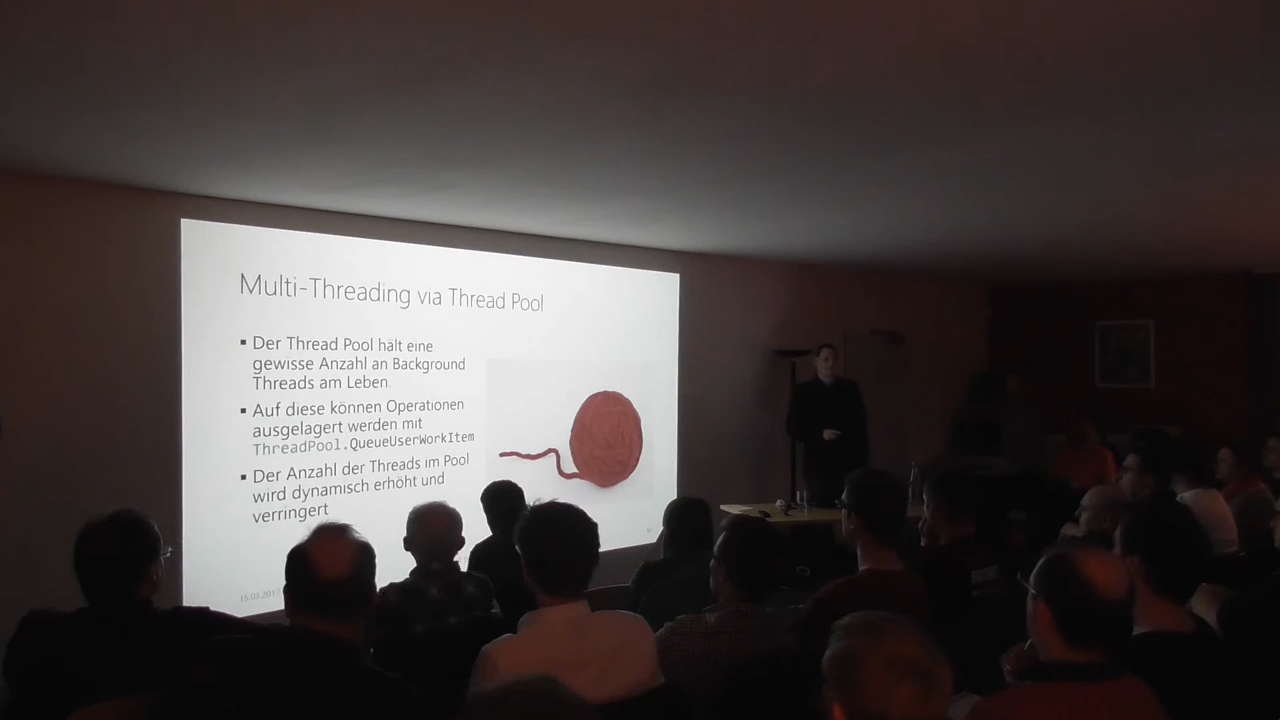 Multi-Threading via Thread Pool
▪ Der Thread Pool hält eine
gewisse Anzahl an Background
Threads am Leben
▪ Auf diese können Operationen
ausgelagert werden mit
ThreadPool.QueueUserWorkItem
▪ Der Anzahl der Threads im Pool
wird dynamisch erhöht und
verringert